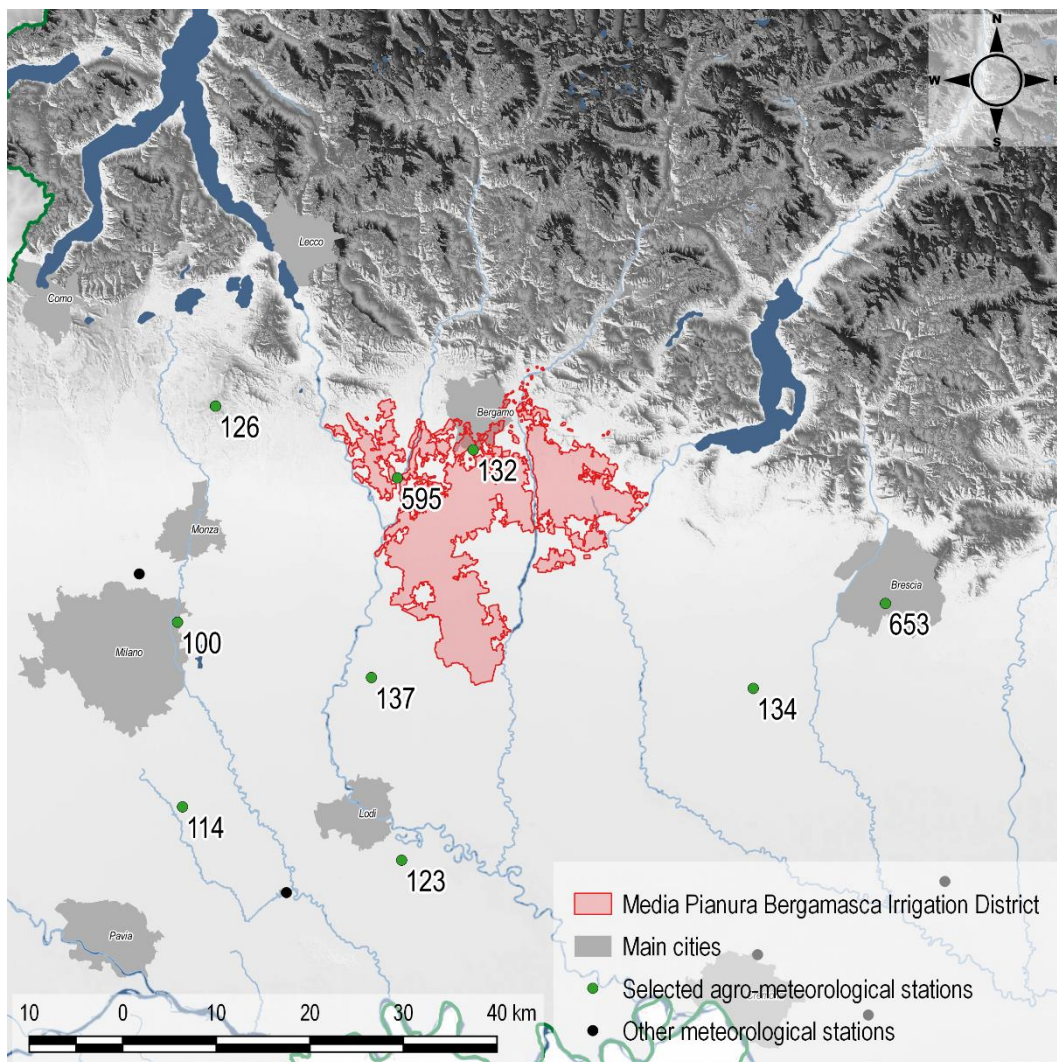 N
W
S
Lecco
Como
126
Bergamo
132
595
Monza
Brescia
653
100
Milano
137
134
114
Lodi
123
Pavia
Media Pianura Bergamasca Irrigation District
Main cities
Selected agro-meteorological stations
Other meteorological stations
10 0 10 20 30 40 km